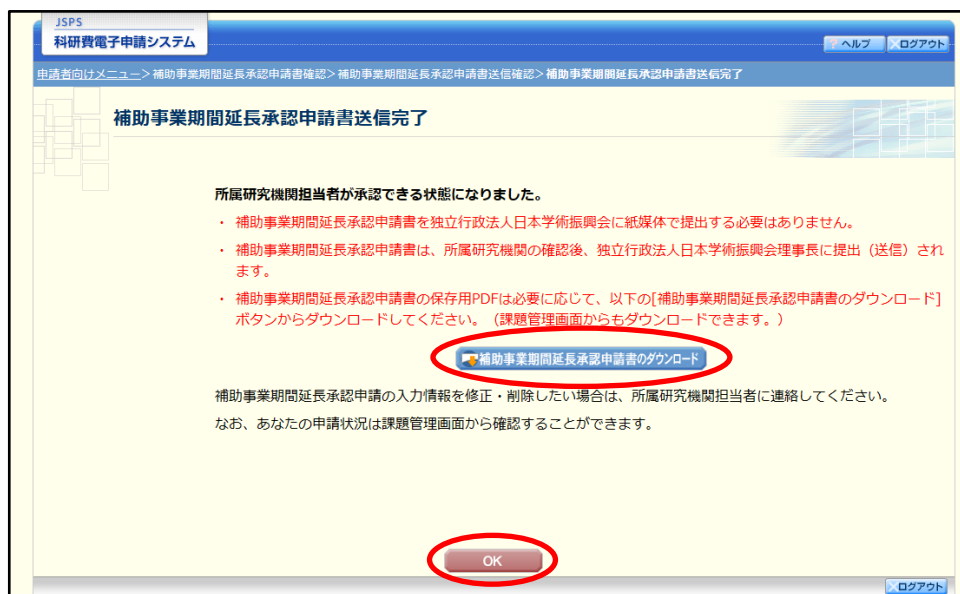 JSPS
科研費電子申請システム
? ヘルプ
×ログアウト
申請者向けメニュー＞補助事業期間延長承認申請書確認＞補助事業期間延長承認申請書送信確認＞補助事業期間延長承認申請書送信完了
補助事業期間延長承認申請書送信完了
所属研究機関担当者が承認できる状態になりました。
・ 補助事業期間延長承認申請書を独立行政法人日本学術振興会に紙媒体で提出する必要はありません。
・ 補助事業期間延長承認申請書は、所属研究機関の確認後、独立行政法人日本学術振興会理事長に提出（送信）され
ます。
・ 補助事業期間延長承認申請書の保存用PDFは必要に応じて、以下の[補助事業期間延長承認申請書のダウンロード]
ボタンからダウンロードしてください。（課題管理画面からもダウンロードできます。）
補助事業期間延長承認申請書のダウンロード
補助事業期間延長承認申請の入力情報を修正・削除したい場合は、所属研究機関担当者に連絡してください。
なお、あなたの申請状況は課題管理画面から確認することができます。
OK
×ログアウト